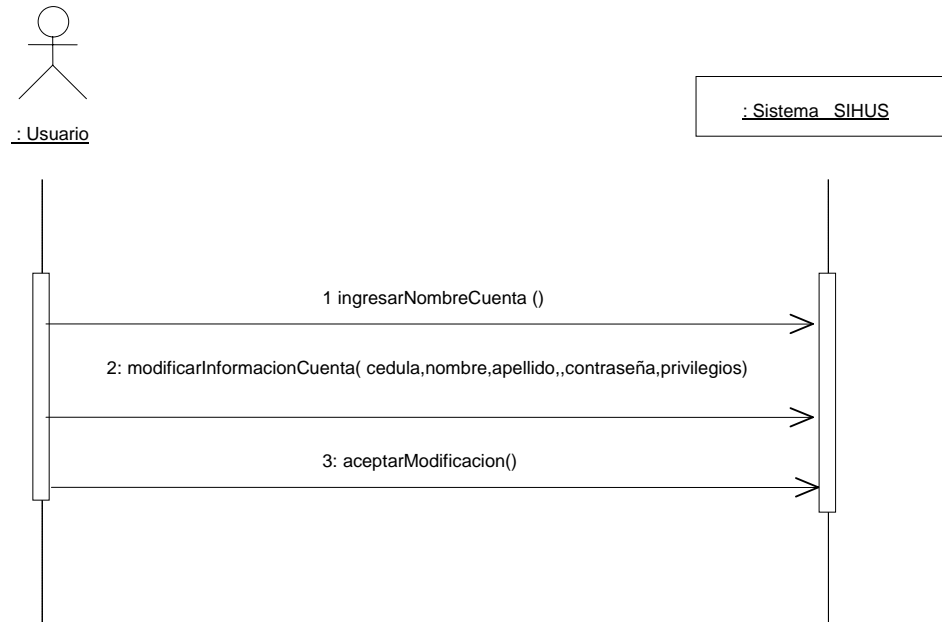 : Usuario
: Sistema SIHUS
1 ingresarNombreCuenta ()
2: modificarInformacionCuenta( cedula,nombre,apellido,,contraseña,privilegios)
3: aceptarModificacion()